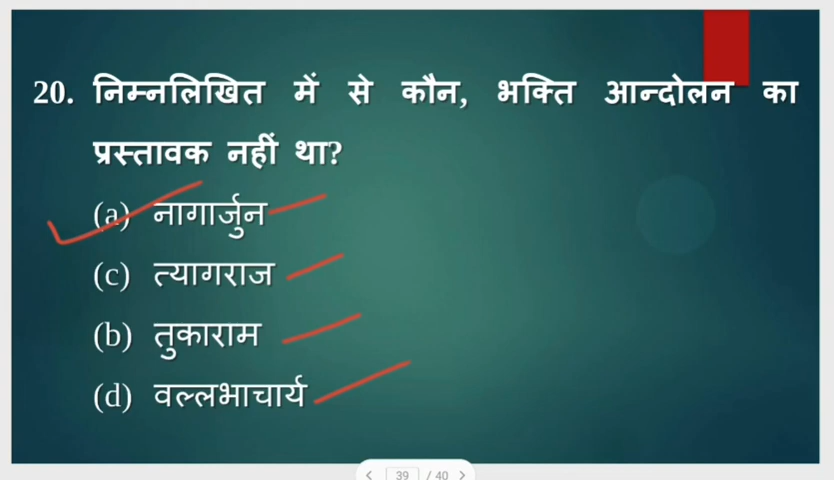 20. निम्नलिखित में से कौन, भक्ति आन्दोलन का
प्रस्तावक नहीं था?
(a) नागार्जुन
(c) त्यागराज
(b) तुकाराम
(d) वल्लभाचार्य
39 / 40